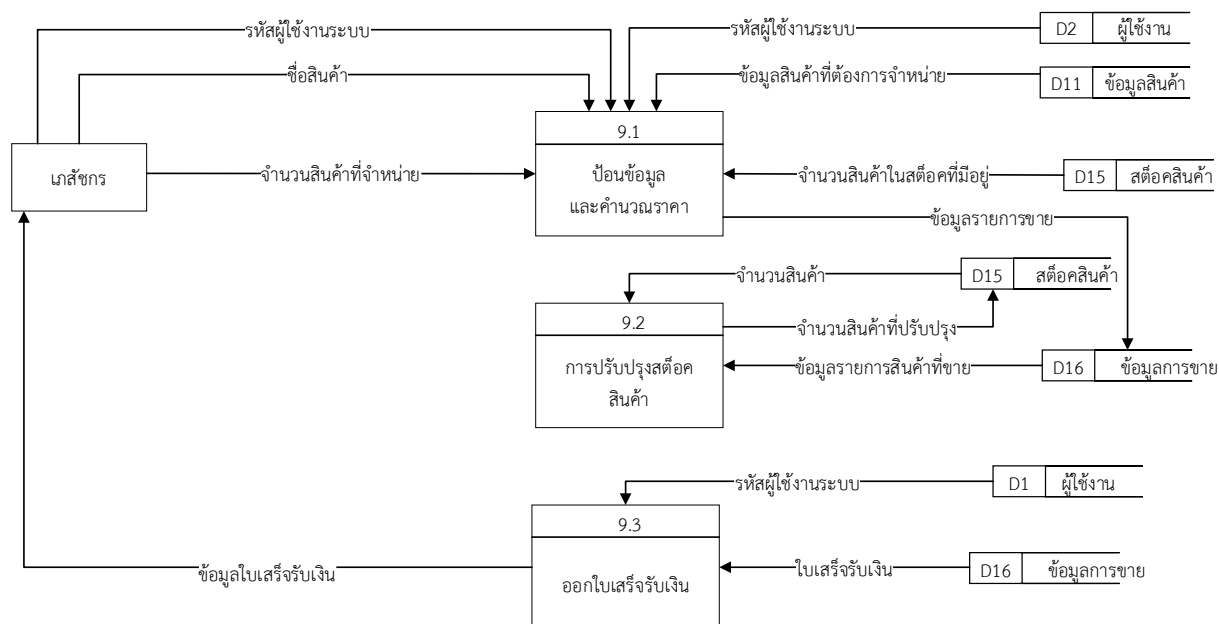 รหัสผู้ใช้งานระบบ
รหัสผู้ใช้งานระบบ
D2
ผู้ใช้งาน
ชื่อสินค้า
ข้อมูลสินค้าที่ต้องการจำหน่าย
D11
ข้อมูลสินค้า
9.1
เภสัชกร
จำนวนสินค้าที่จำหน่าย
ป้อนข้อมูล
และคำนวณราคา
จำนวนสินค้าในสต็อคที่มีอยู่
D15
สต็อคสินค้า
ข้อมูลรายการขาย
จำนวนสินค้า
D15
สต็อคสินค้า
9.2
จำนวนสินค้าที่ปรับปรุง
การปรับปรุงสต็อค
สินค้า
ข้อมูลรายการสินค้าที่ขาย
D16
ข้อมูลการขาย
รหัสผู้ใช้งานระบบ
D1
ผู้ใช้งาน
9.3
ข้อมูลใบเสร็จรับเงิน
ออกใบเสร็จรับเงิน
ใบเสร็จรับเงิน
D16
ข้อมูลการขาย